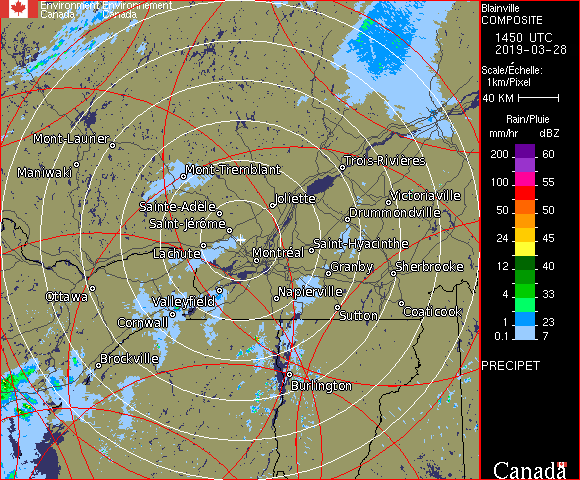 Environment Environnement
Canada Canada
Blainville
COMPOSITE
1450 UTC
2019-03-28
Scale/Échelle:
1km/Pixel
40 KM
Rain/Pluie
mm/hr dBZ
200 60
100 55
50 50
24 45
12 40
4 33
1 23
0.1 7
PRECIPET
Canada
Mont-Laurier
Maniwaki
Mont-Tremblant
Trois-Rivières
Joliette
Victoriaville
Sainte-Adèle
Drummondville
Saint-Jérôme
Saint-Hyacinthe
Lachute
Montréal
Granby
Sherbrooke
Ottawa
Valleyfield
Napierville
Cornwall
Sutton
Coaticook
Brockville
Burlington